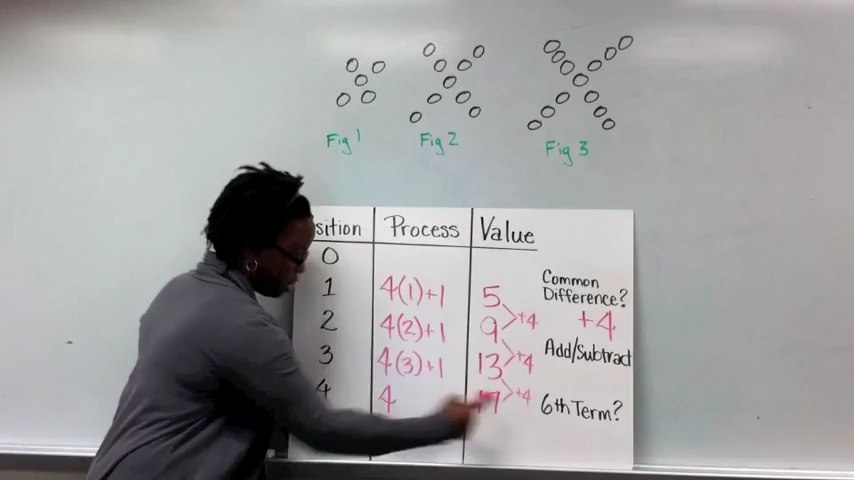 Fig 1 Fig 2 Fig 3
sition Process Value
0
1 4(1)+1 5
2 4(2)+1 9
3 4(3)+1 13
4 4 17
+4
+4
+4
Common
Difference?
+4
Add/Subtract
6th Term?